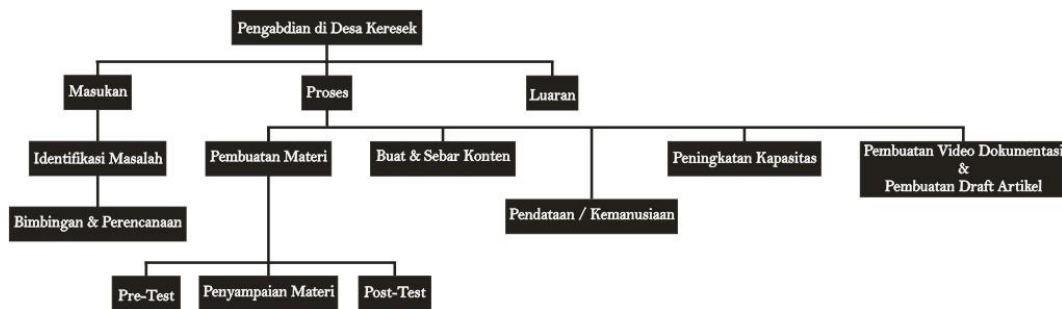 Pengabdian di Desa Keresek
Masukan
Proses
Luaran
Identifikasi Masalah
Pembuatan Materi
Buat & Sebar Konten
Peningkatan Kapasitas
Pembuatan Video Dokumentasi
&
Pembuatan Draft Artikel
Bimbingan & Perencanaan
Pendataan / Kemanusiaan
Pre-Test
Penyampaian Materi
Post-Test